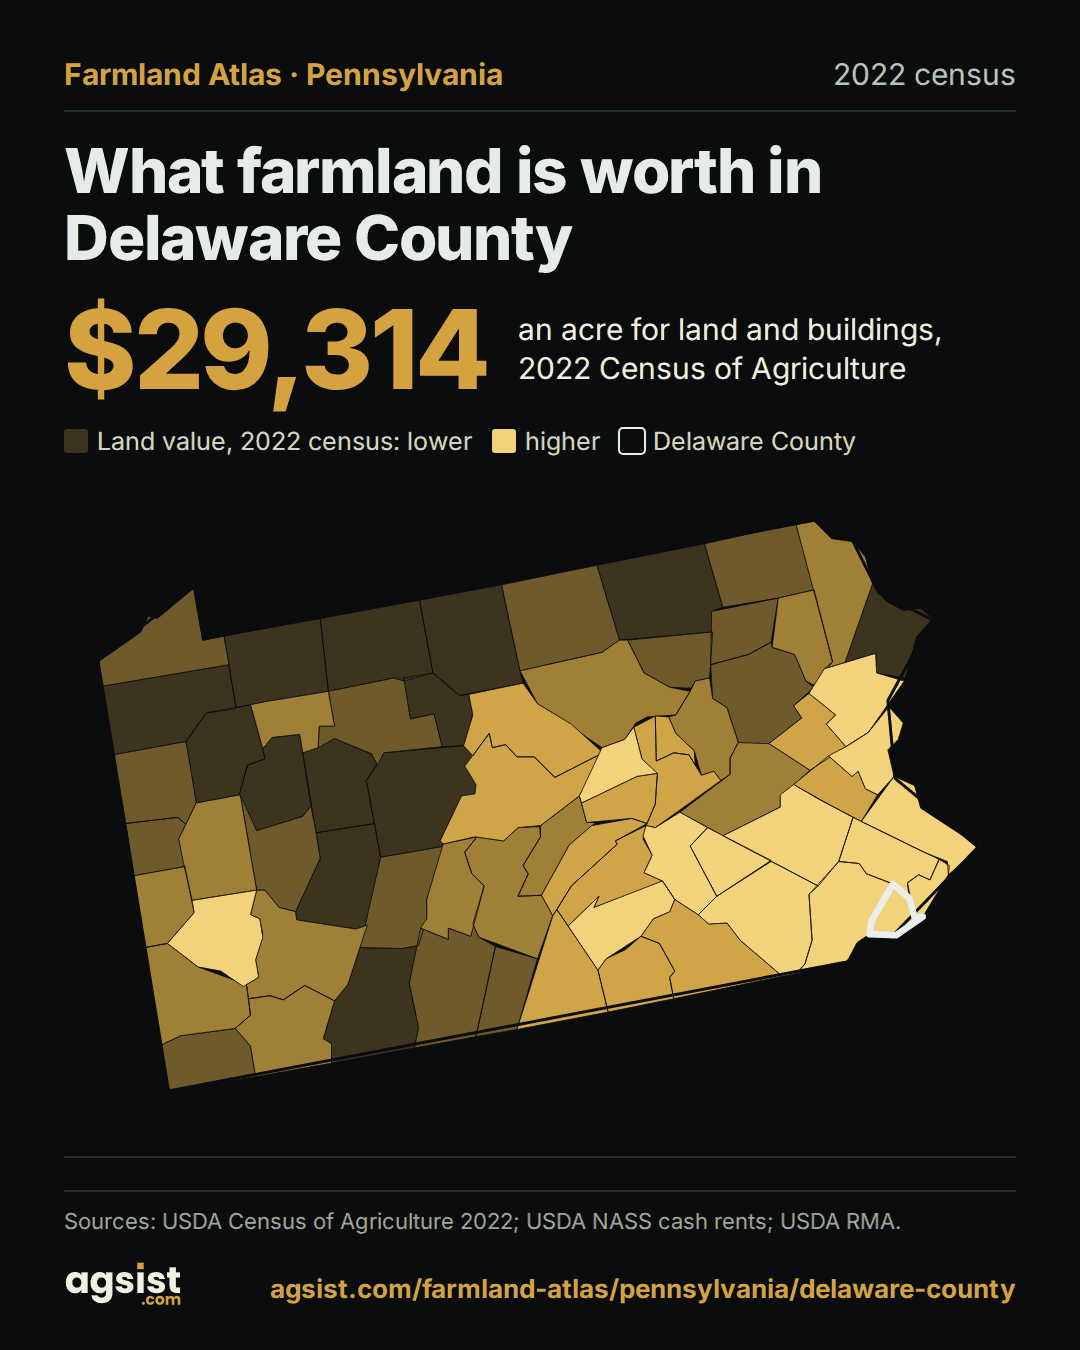 Farmland Atlas · Pennsylvania
2022 census
What farmland is worth in
Delaware County
$29,314
an acre for land and buildings,
2022 Census of Agriculture
Land value, 2022 census: lower
higher
Delaware County
Sources: USDA Census of Agriculture 2022; USDA NASS cash rents; USDA RMA.
agsist
.com
agsist.com/farmland-atlas/pennsylvania/delaware-county